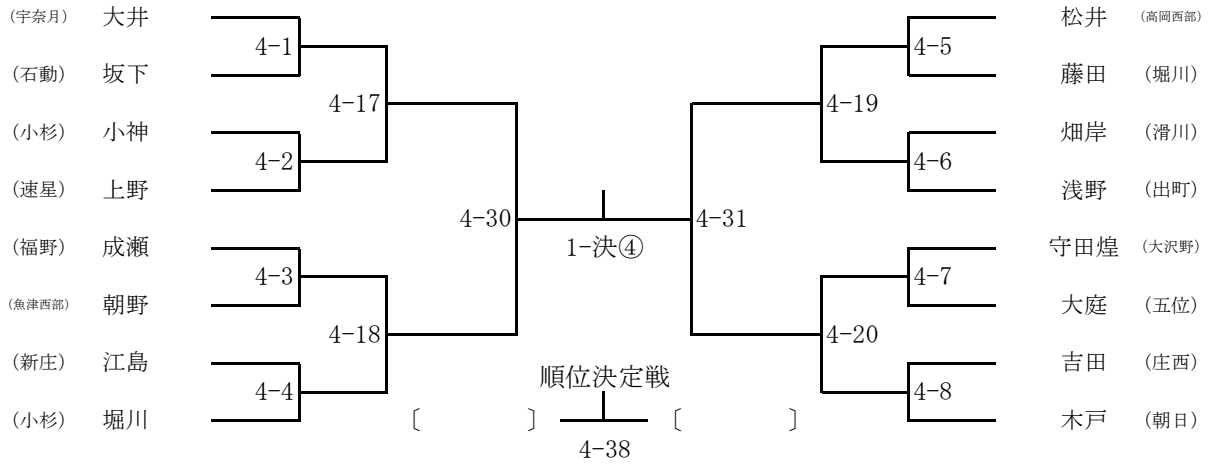 (宇奈月) 大井 松井 (高岡西部)
4-1 4-5
(石動) 坂下 藤田 (堀川)
4-17 4-19
(小杉) 小神 畑岸 (滑川)
4-2 4-6
(速星) 上野 浅野 (出町)
4-30 4-31
(福野) 成瀬 1-決④ 守田煌 (大沢野)
4-3 4-7
(魚津西部) 朝野 大庭 (五位)
4-18 4-20
(新庄) 江島 吉田 (庄西)
順位決定戦
4-4 4-8
(小杉) 堀川 〔 〕 〔 〕 木戸 (朝日)
4-38